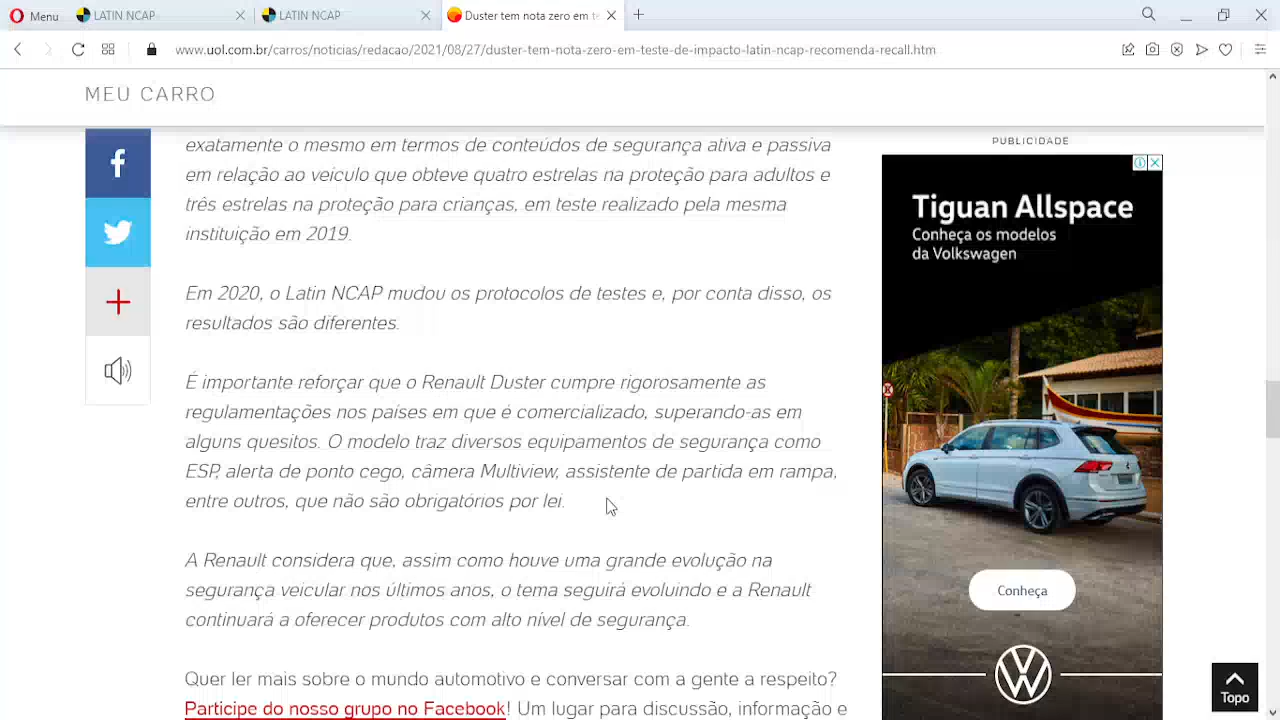 Menu
LATIN NCAP
LATIN NCAP
Duster tem nota zero em te
www.uol.com.br/carros/noticias/redacao/2021/08/27/duster-tem-nota-zero-em-teste-de-impacto-latin-ncap-recomenda-recall.htm
MEU CARRO
exatamente o mesmo em termos de conteúdos de segurança ativa e passiva
em relação ao veículo que obteve quatro estrelas na proteção para adultos e
três estrelas na proteção para crianças, em teste realizado pela mesma
instituição em 2019.
Em 2020, o Latin NCAP mudou os protocolos de testes e, por conta disso, os
resultados são diferentes.
É importante reforçar que o Renault Duster cumpre rigorosamente as
regulamentações nos países em que é comercializado, superando-as em
alguns quesitos. O modelo traz diversos equipamentos de segurança como
ESP, alerta de ponto cego, câmera Multiview, assistente de partida em rampa,
entre outros, que não são obrigatórios por lei.
A Renault considera que, assim como houve uma grande evolução na
segurança veicular nos últimos anos, o tema seguirá evoluindo e a Renault
continuará a oferecer produtos com alto nível de segurança.
Quer ler mais sobre o mundo automotivo e conversar com a gente a respeito?
Participe do nosso grupo no Facebook! Um lugar para discussão, informação e
PUBLICIDADE
Tiguan Allspace
Conheça os modelos
da Volkswagen
Conheça
Topo